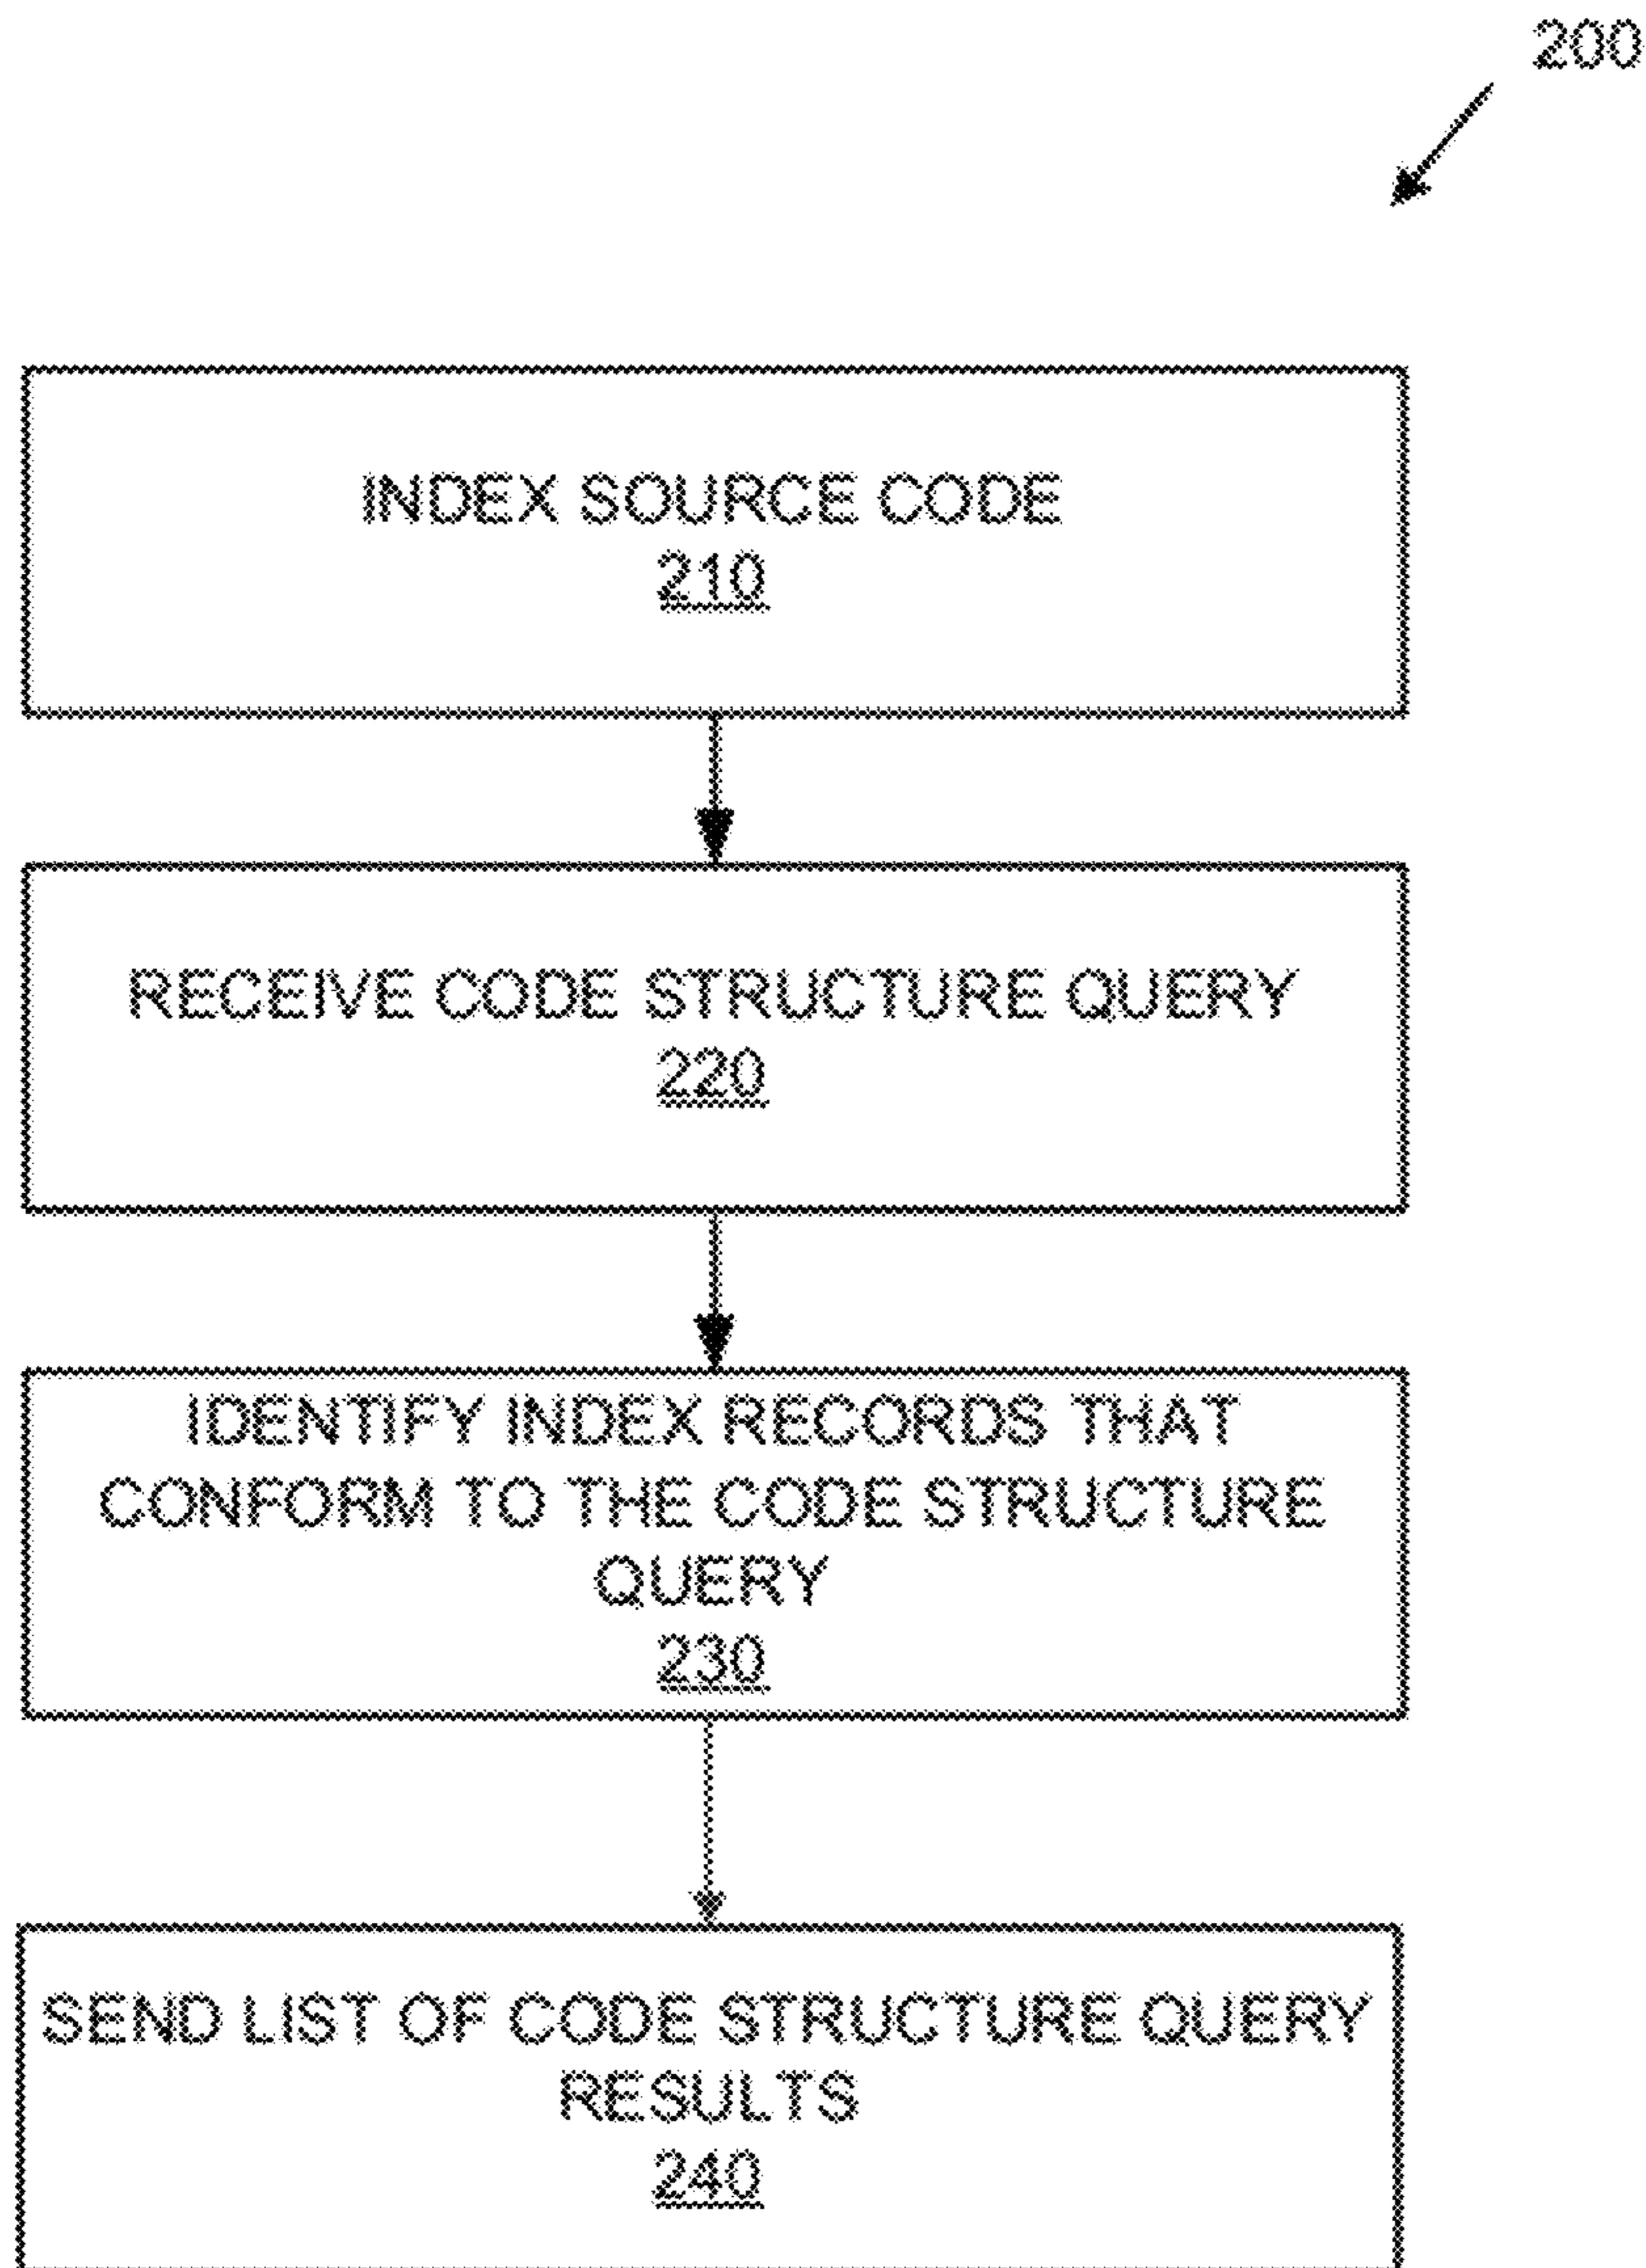 200
INDEX SOURCE CODE
210
RECEIVE CODE STRUCTURE QUERY
220
IDENTIFY INDEX RECORDS THAT
CONFORM TO THE CODE STRUCTURE
QUERY
230
SEND LIST OF CODE STRUCTURE QUERY
RESULTS
240